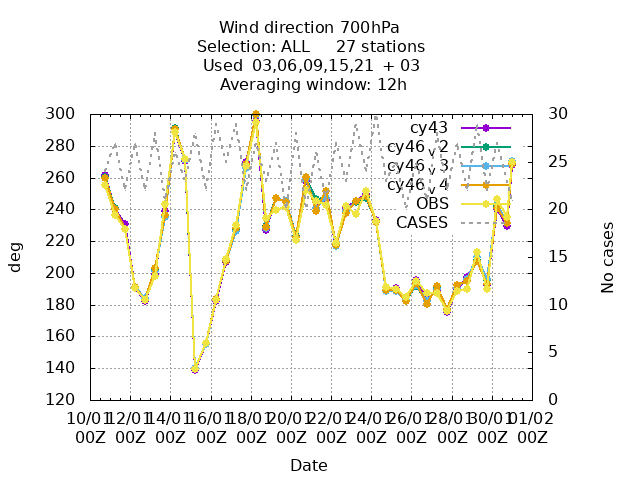 Wind direction 700hPa
Selection: ALL 27 stations
Used 03,06,09,15,21 + 03
Averaging window: 12h
300
280
260
240
220
200
180
160
140
120
deg
30
25
20
15
10
5
0
No cases
cy43
cy46_v2
cy46_v3
cy46_v4
OBS
CASES
10/01 12/01 14/01 16/01 18/01 20/01 22/01 24/01 26/01 28/01 30/01 01/02
00Z 00Z 00Z 00Z 00Z 00Z 00Z 00Z 00Z 00Z 00Z 00Z
Date